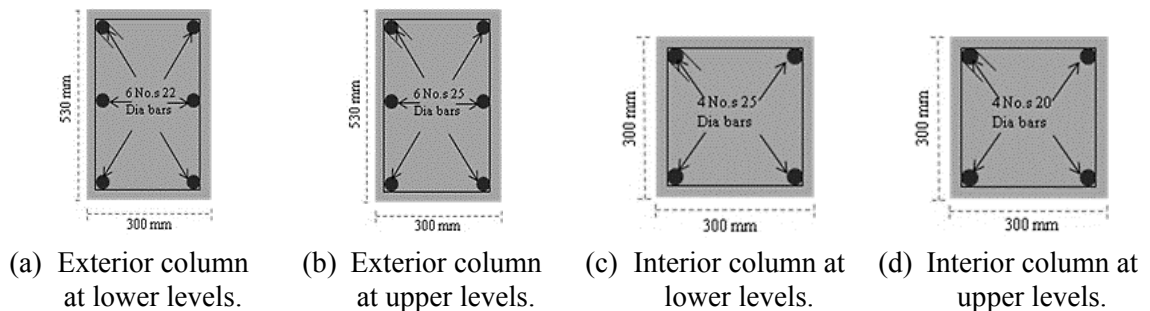 530 mm
6 No.s 22
Dia bars
300 mm
530 mm
6 No.s 25
Dia bars
300 mm
300 mm
4 No.s 25
Dia bars
300 mm
300 mm
4 No.s 20
Dia bars
300 mm
(a) Exterior column
at lower levels.
(b) Exterior column
at upper levels.
(c) Interior column at
lower levels.
(d) Interior column at
upper levels.